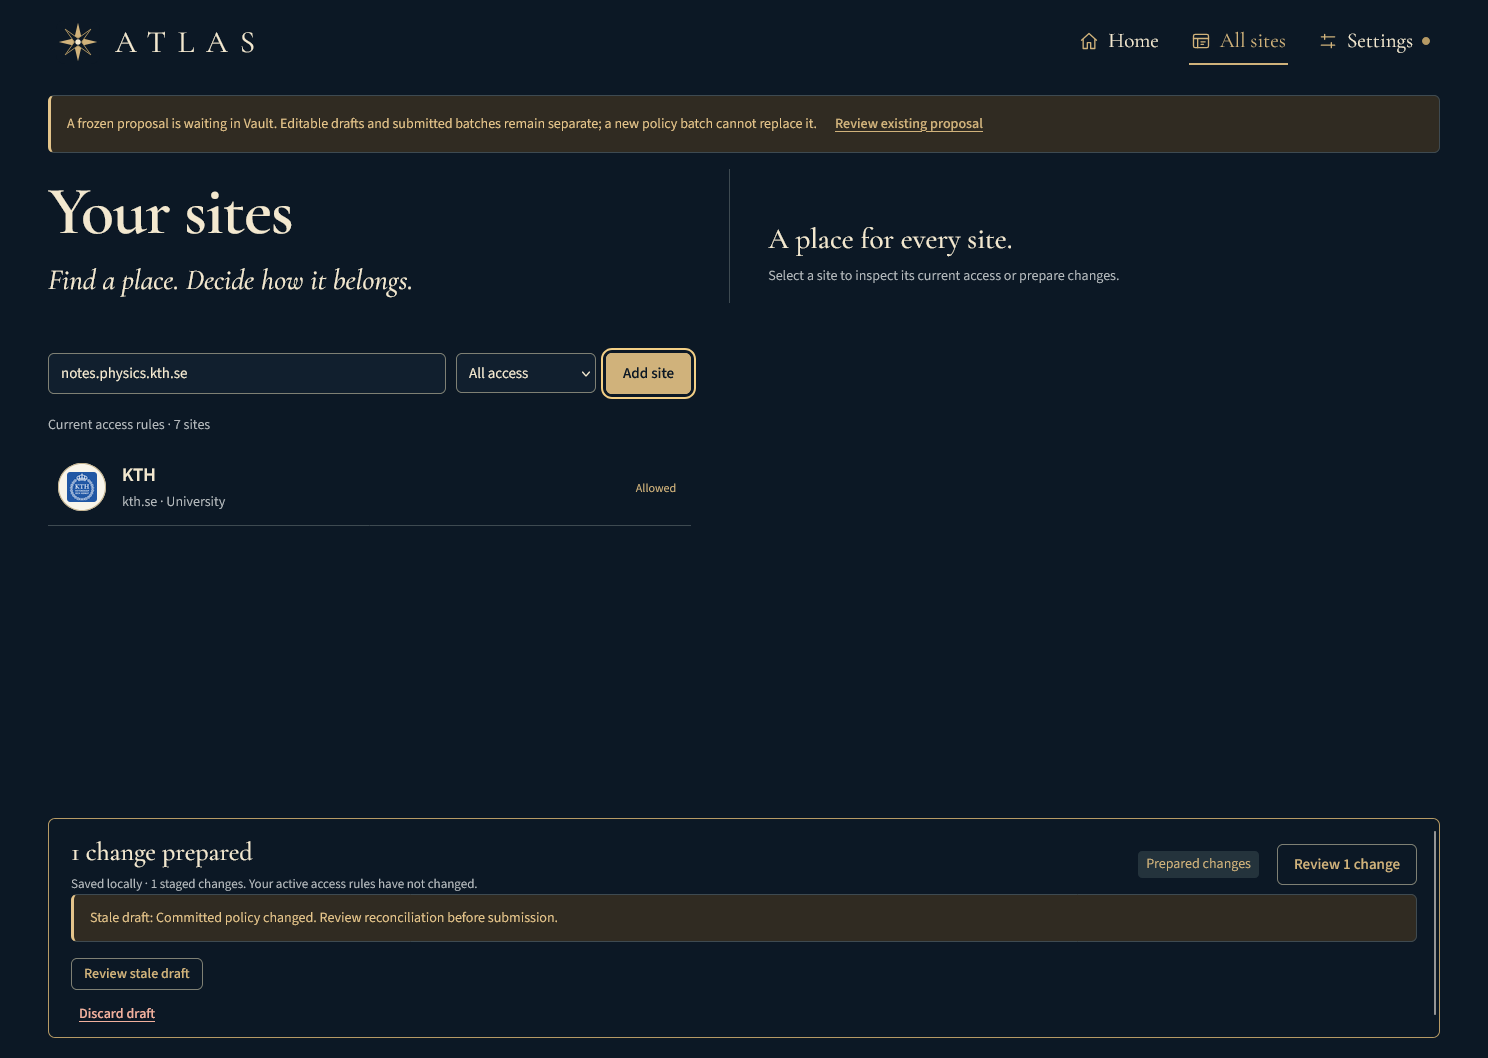 ATLAS
Home
All sites
Settings
A frozen proposal is waiting in Vault. Editable drafts and submitted batches remain separate; a new policy batch cannot replace it. Review existing proposal
Your sites
Find a place. Decide how it belongs.
A place for every site.
Select a site to inspect its current access or prepare changes.
notes.physics.kth.se
All access
Add site
Current access rules · 7 sites
KTH
KTH
kth.se · University
Allowed
1 change prepared
Saved locally · 1 staged changes. Your active access rules have not changed.
Prepared changes
Review 1 change
Stale draft: Committed policy changed. Review reconciliation before submission.
Review stale draft
Discard draft